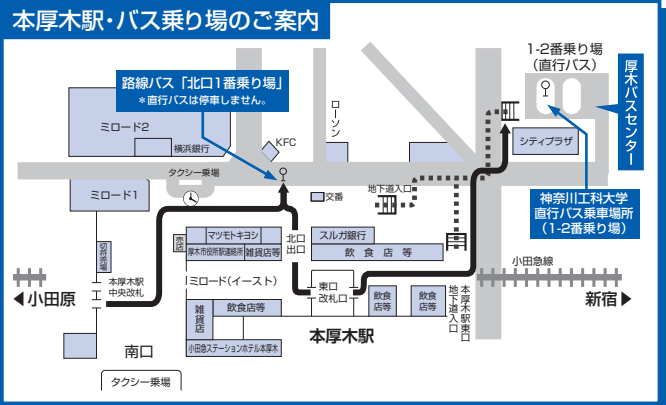 本厚木駅・バス乗り場のご案内
1-2番乗り場
(直行バス)
厚木バスセンター
路線バス「北口1番乗り場」
＊直行バスは停車しません。
ミロード2
横浜銀行
KFC
ローソン
シティプラザ
タクシー乗場
地下道入口
ミロード1
交番
神奈川工科大学
直行バス乗車場所
(1-2番乗り場)
売店
マツモトキヨシ
北口
出口
スルガ銀行
切符売場
厚木市役所駅連絡所
雑貨店等
飲食店等
小田急線
本厚木駅
中央改札
ミロード(イースト)
東口
改札口
飲食
店等
飲食
店等
本厚木駅東口
地下道入口
◀小田原
新宿▶
雑貨店
飲食店等
本厚木駅
南口
小田急ステーションホテル本厚木
タクシー乗場